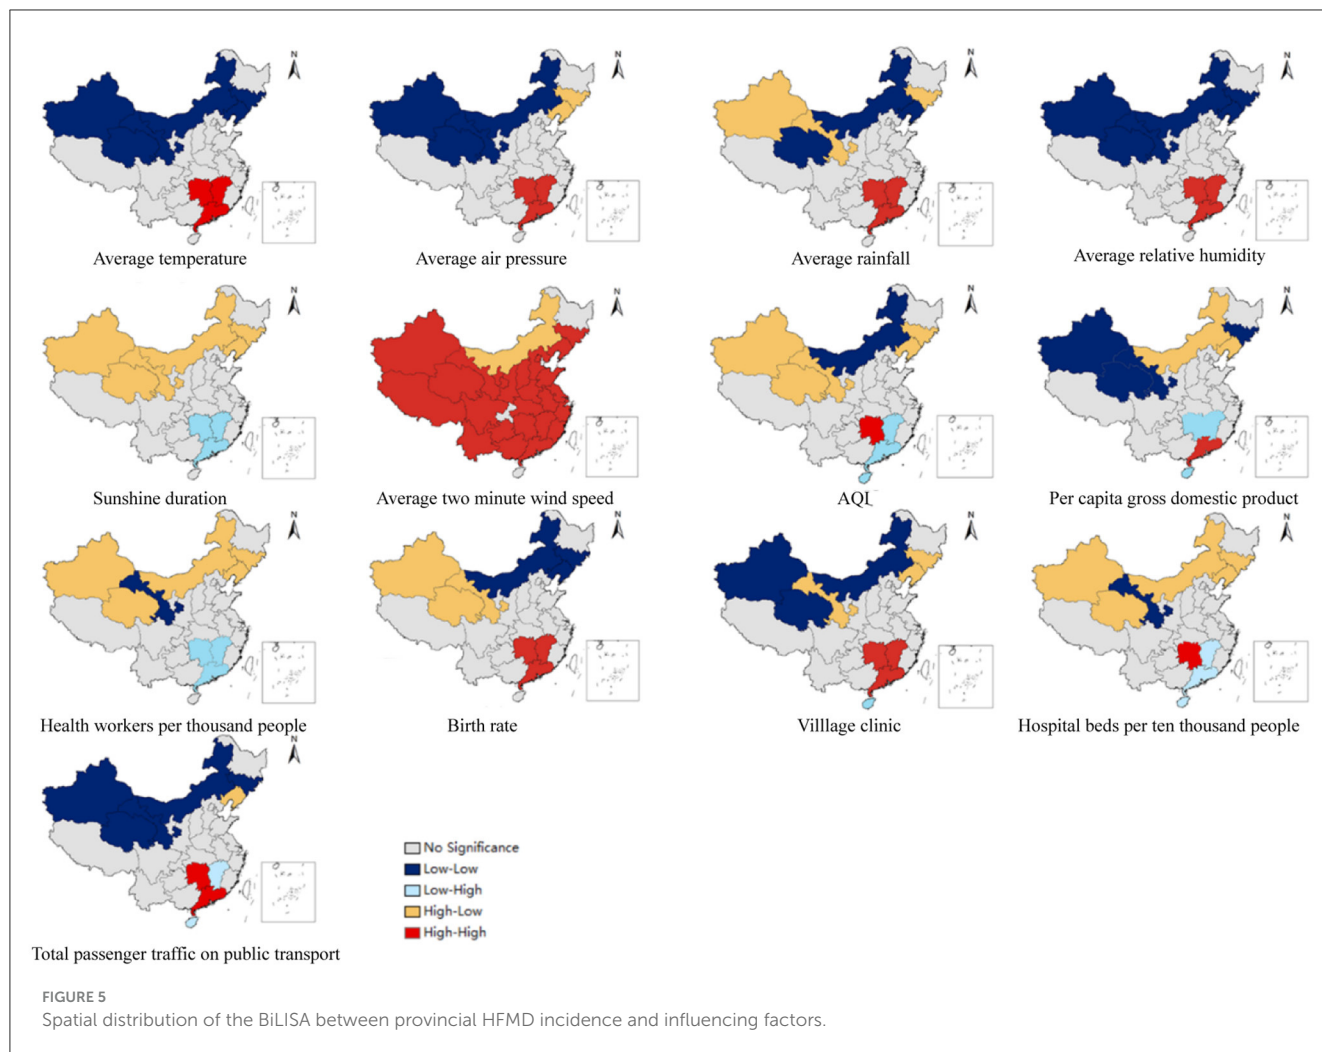 N N N N
Average temperature
Average air pressure
Average rainfall
Average relative humidity
N N N N
Sunshine duration
Average two minute wind speed
AQI
Per capita gross domestic product
N N N N
Health workers per thousand people
Birth rate
Villlage clinic
Hospital beds per ten thousand people
N
No Significance
Low-Low
Low-High
High-Low
High-High
Total passenger traffic on public transport
FIGURE 5
Spatial distribution of the BiLISA between provincial HFMD incidence and influencing factors.